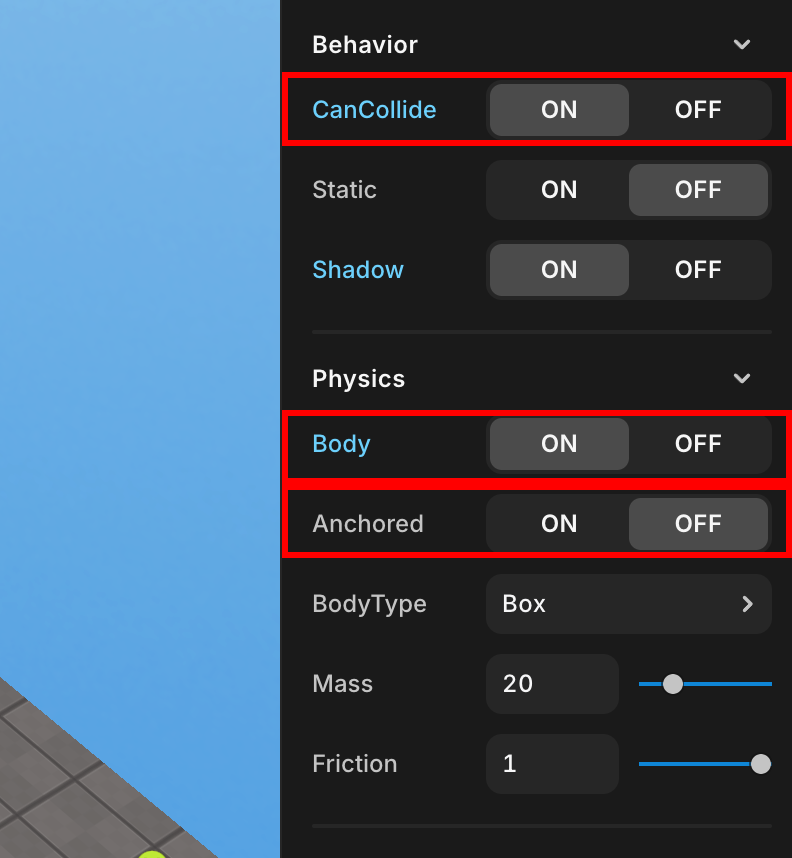 Behavior
CanCollide ON OFF
Static ON OFF
Shadow ON OFF
Physics
Body ON OFF
Anchored ON OFF
BodyType Box
Mass 20
Friction 1